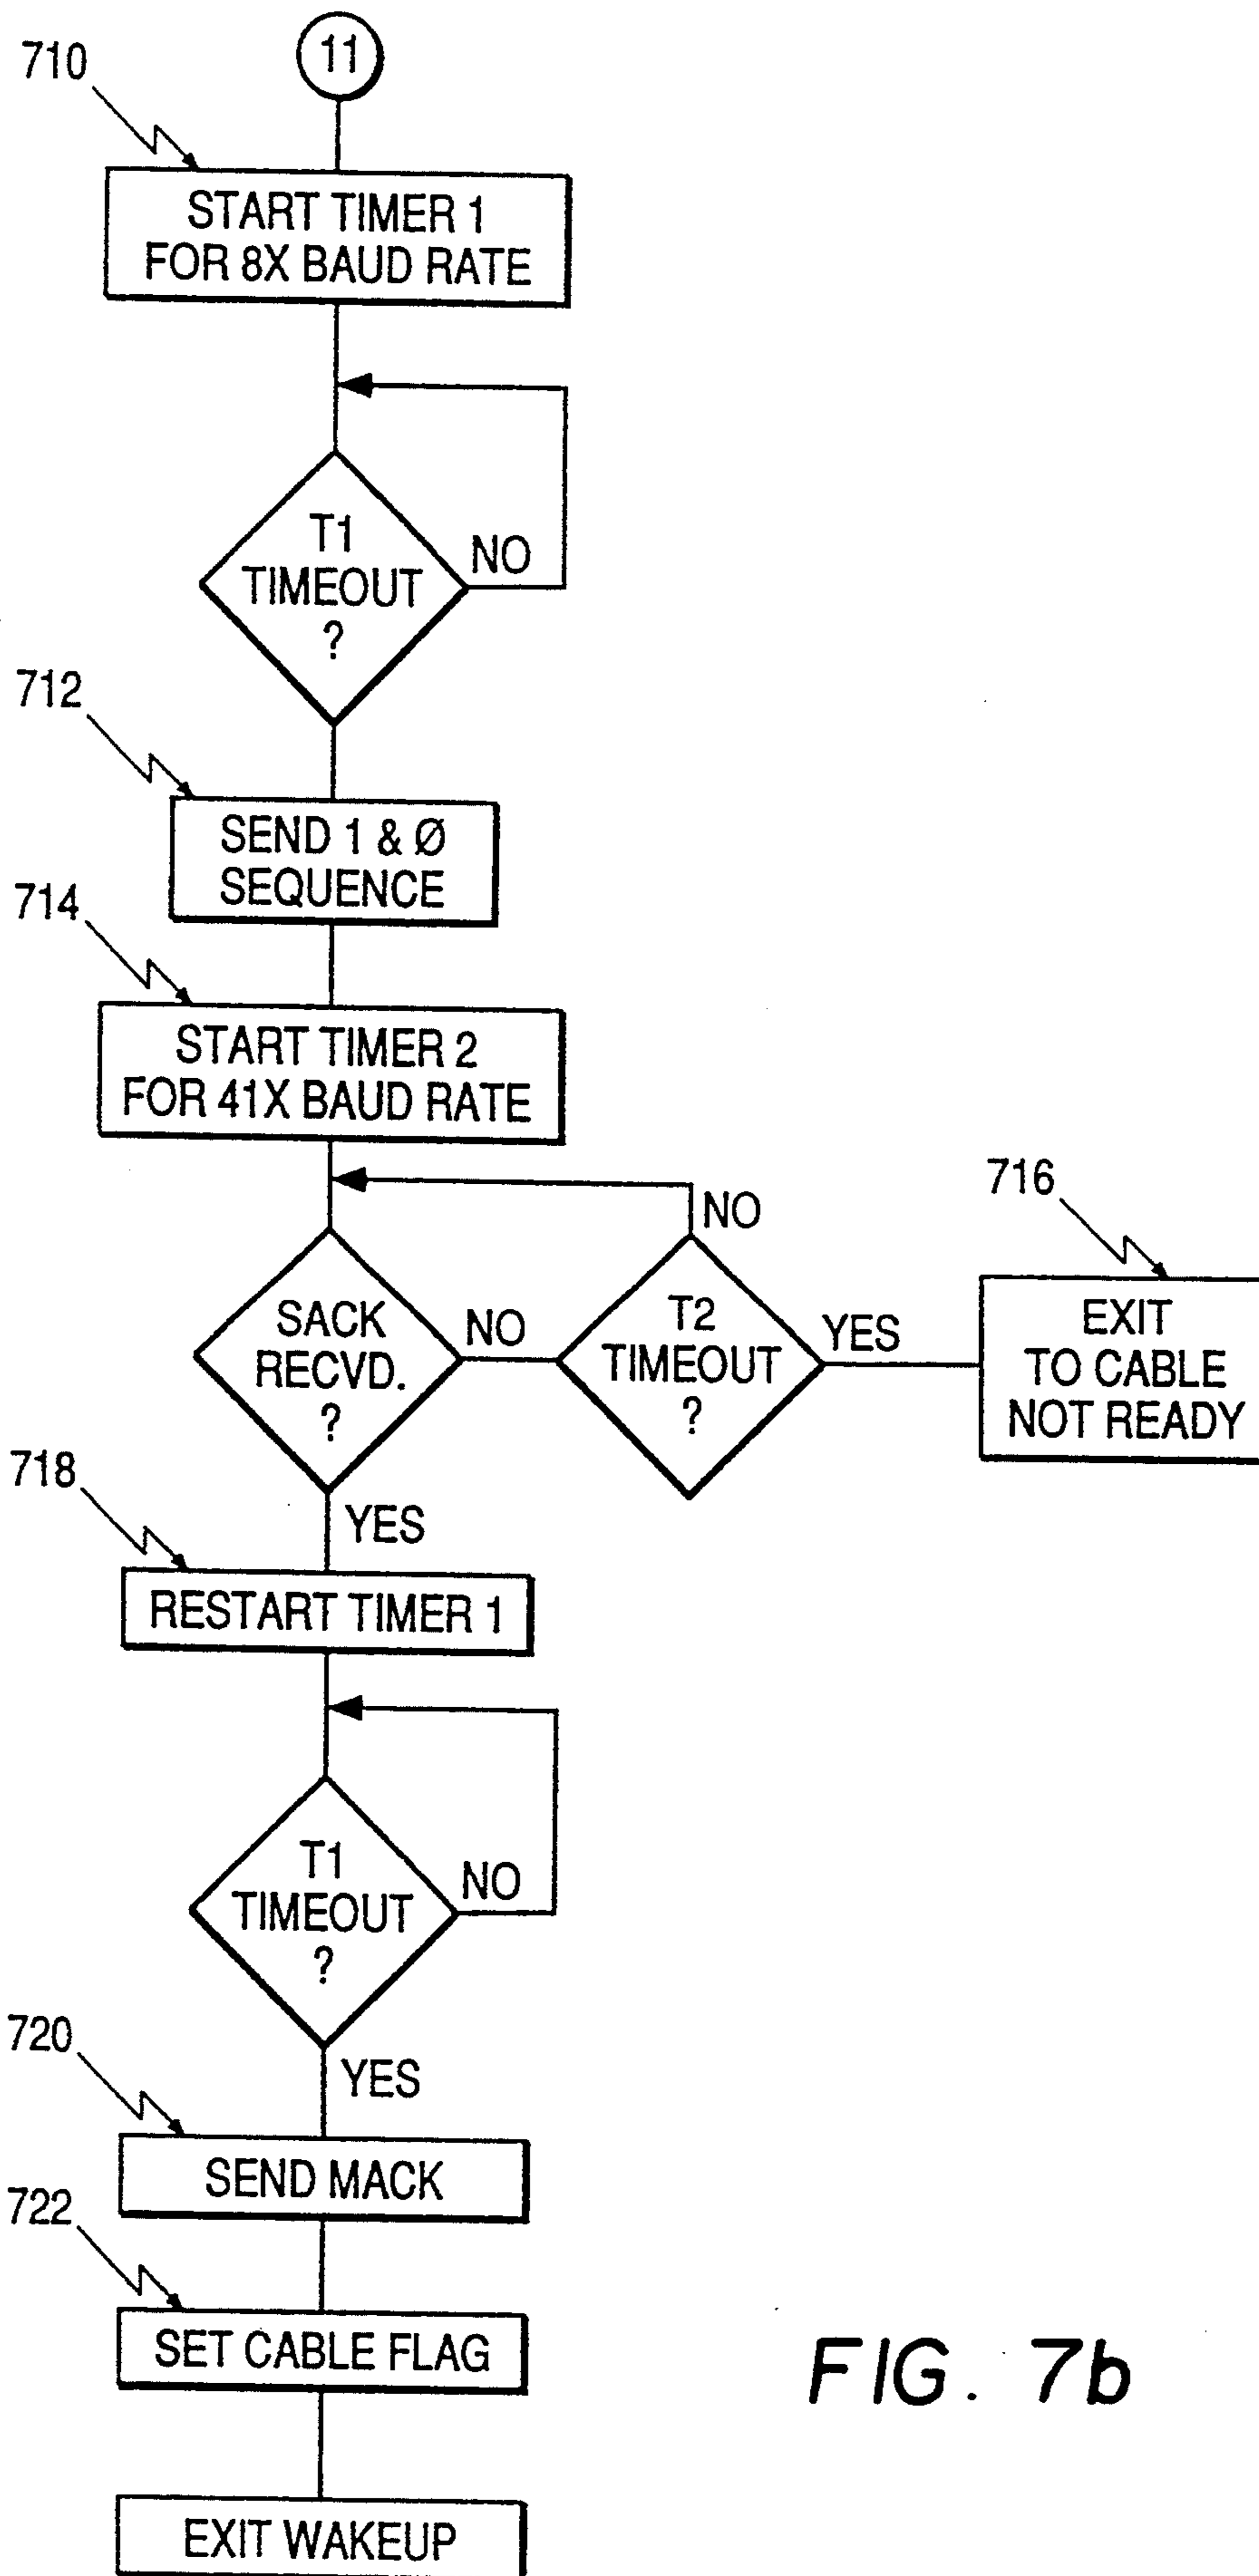 11
710
START TIMER 1
FOR 8X BAUD RATE
T1
TIMEOUT
?
NO
712
SEND 1 & Ø
SEQUENCE
714
START TIMER 2
FOR 41X BAUD RATE
SACK
RECVD.
?
NO
T2
TIMEOUT
?
NO
YES
716
EXIT
TO CABLE
NOT READY
YES
718
RESTART TIMER 1
T1
TIMEOUT
?
NO
YES
720
SEND MACK
722
SET CABLE FLAG
EXIT WAKEUP
FIG. 7b